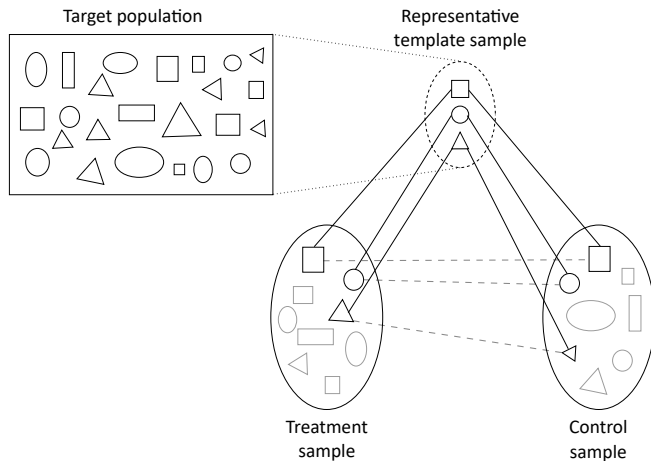 Target population
Representative
template sample
Treatment
sample
Control
sample